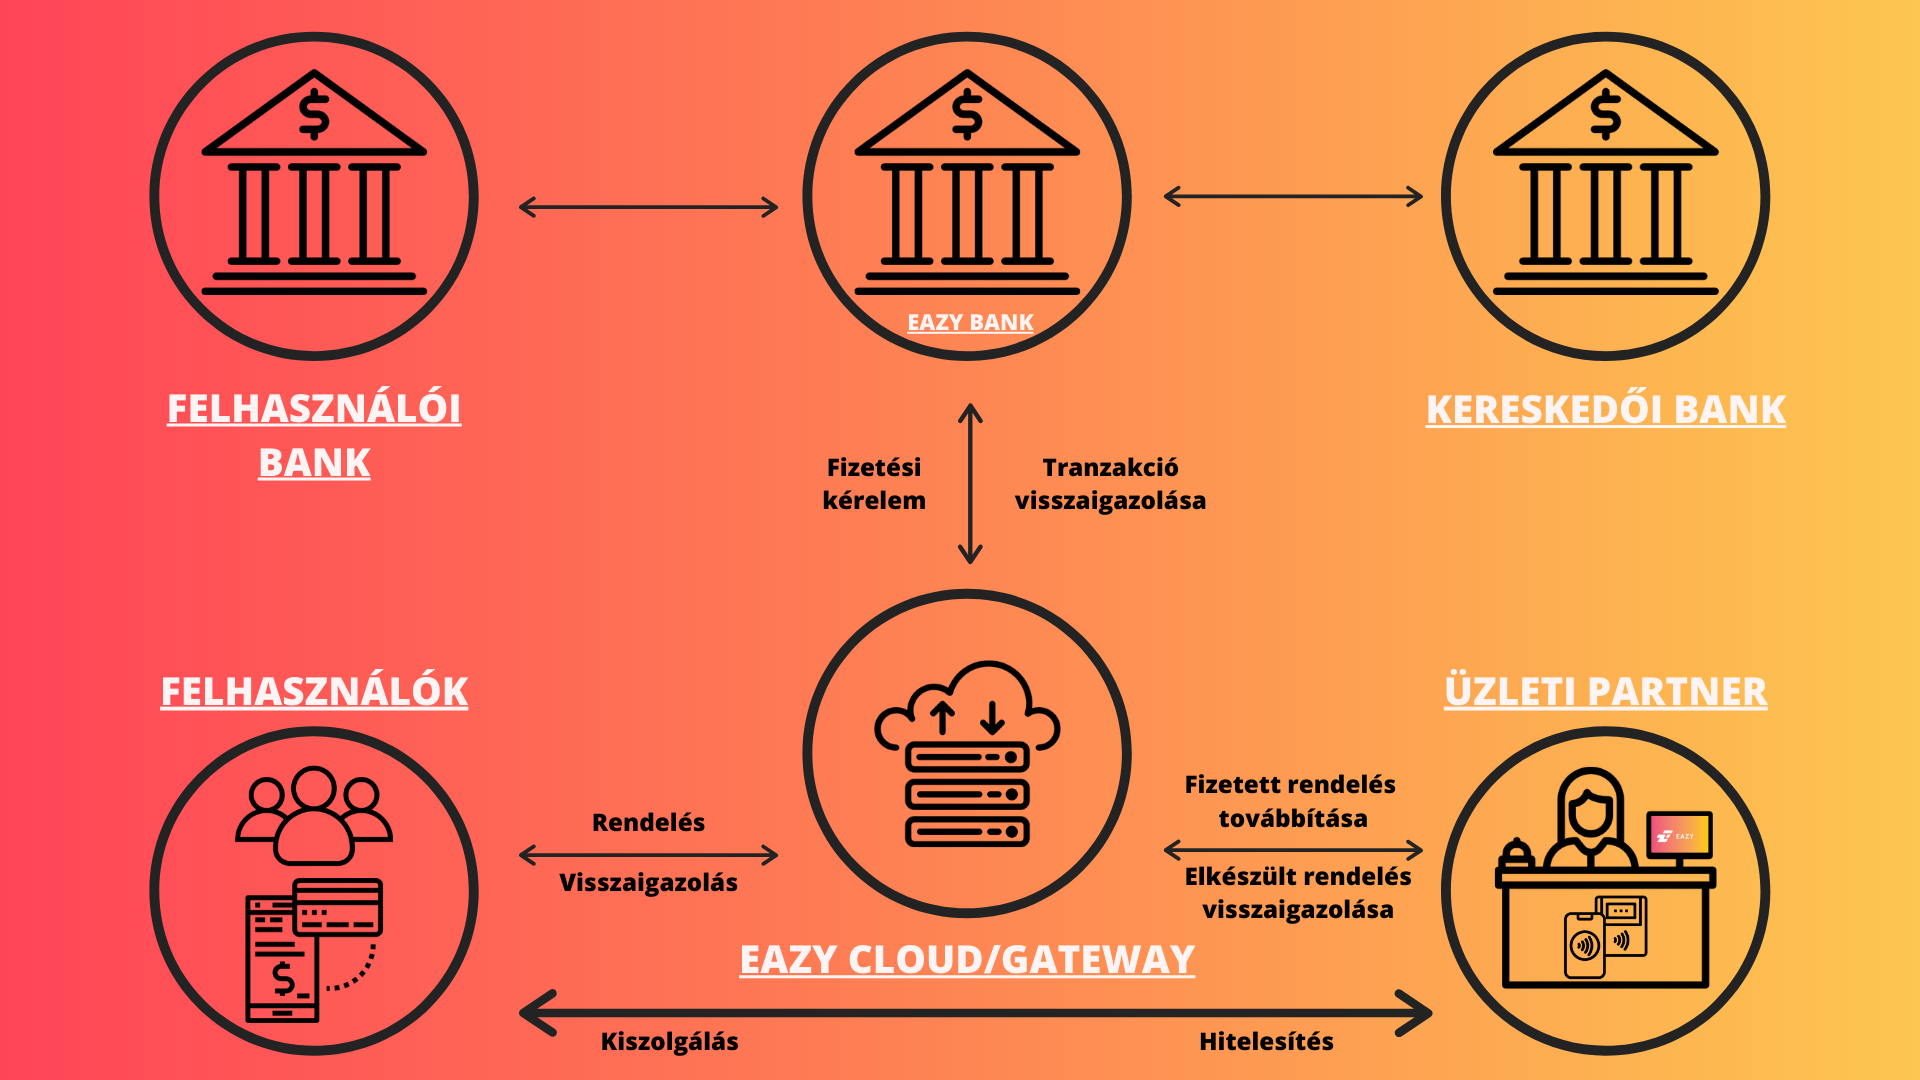 EAZY BANK
FELHASZNÁLÓI
BANK
KERESKEDŐI BANK
Fizetési
kérelem
Tranzakció
visszaigazolása
FELHASZNÁLÓK
ÜZLETI PARTNER
Rendelés
Visszaigazolás
Fizetett rendelés
továbbítása
Elkészült rendelés
visszaigazolása
EAZY
EAZY CLOUD/GATEWAY
Kiszolgálás
Hitelesítés